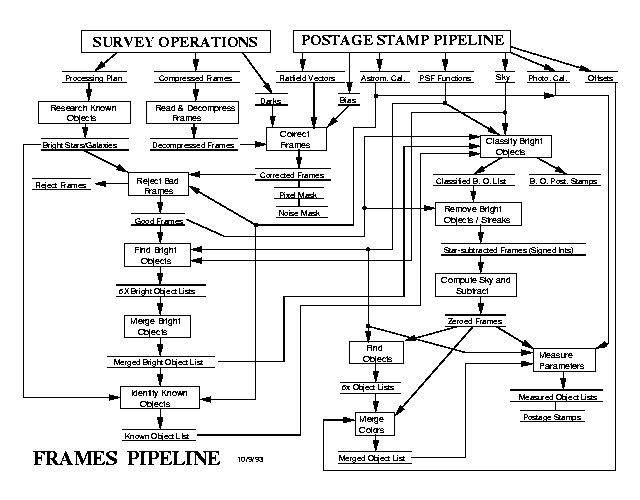 SURVEY OPERATIONS
POSTAGE STAMP PIPELINE
Processing Plan
Compressed Frames
Flatfield Vectors
Astrom. Cal.
PSF Functions
Sky
Photo. Cal.
Offsets
Darks
Bias
Research Known
Objects
Read & Decompress
Frames
Correct
Frames
Classify Bright
Objects
Bright Stars/Galaxies
Decompressed Frames
Corrected Frames
Pixel Mask
Noise Mask
Reject Frames
Reject Bad
Frames
Classified B. O. List
B. O. Post. Stamps
Good Frames
Remove Bright
Objects / Streaks
Find Bright
Objects
Star-subtracted Frames (Signed Ints)
6X Bright Object Lists
Compute Sky and
Subtract
Merge Bright
Objects
Zeroed Frames
Merged Bright Object List
Find
Objects
Measure
Parameters
Identify Known
Objects
6x Object Lists
Measured Object Lists
Postage Stamps
Known Object List
Merge
Colors
Merged Object List
FRAMES PIPELINE
10/9/93